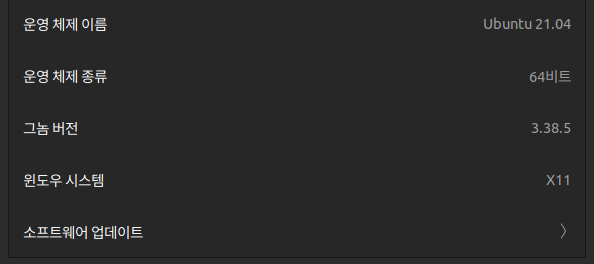 운영 체제 이름 Ubuntu 21.04
운영 체제 종류 64비트
그놈 버전 3.38.5
윈도우 시스템 X11
소프트웨어 업데이트